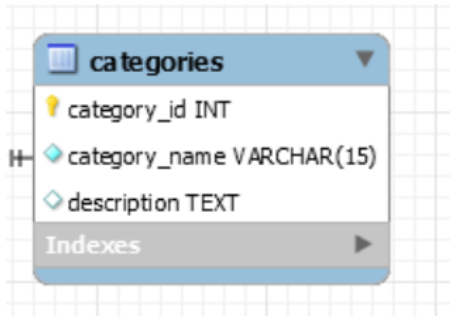 categories
category_id INT
category_name VARCHAR(15)
description TEXT
Indexes